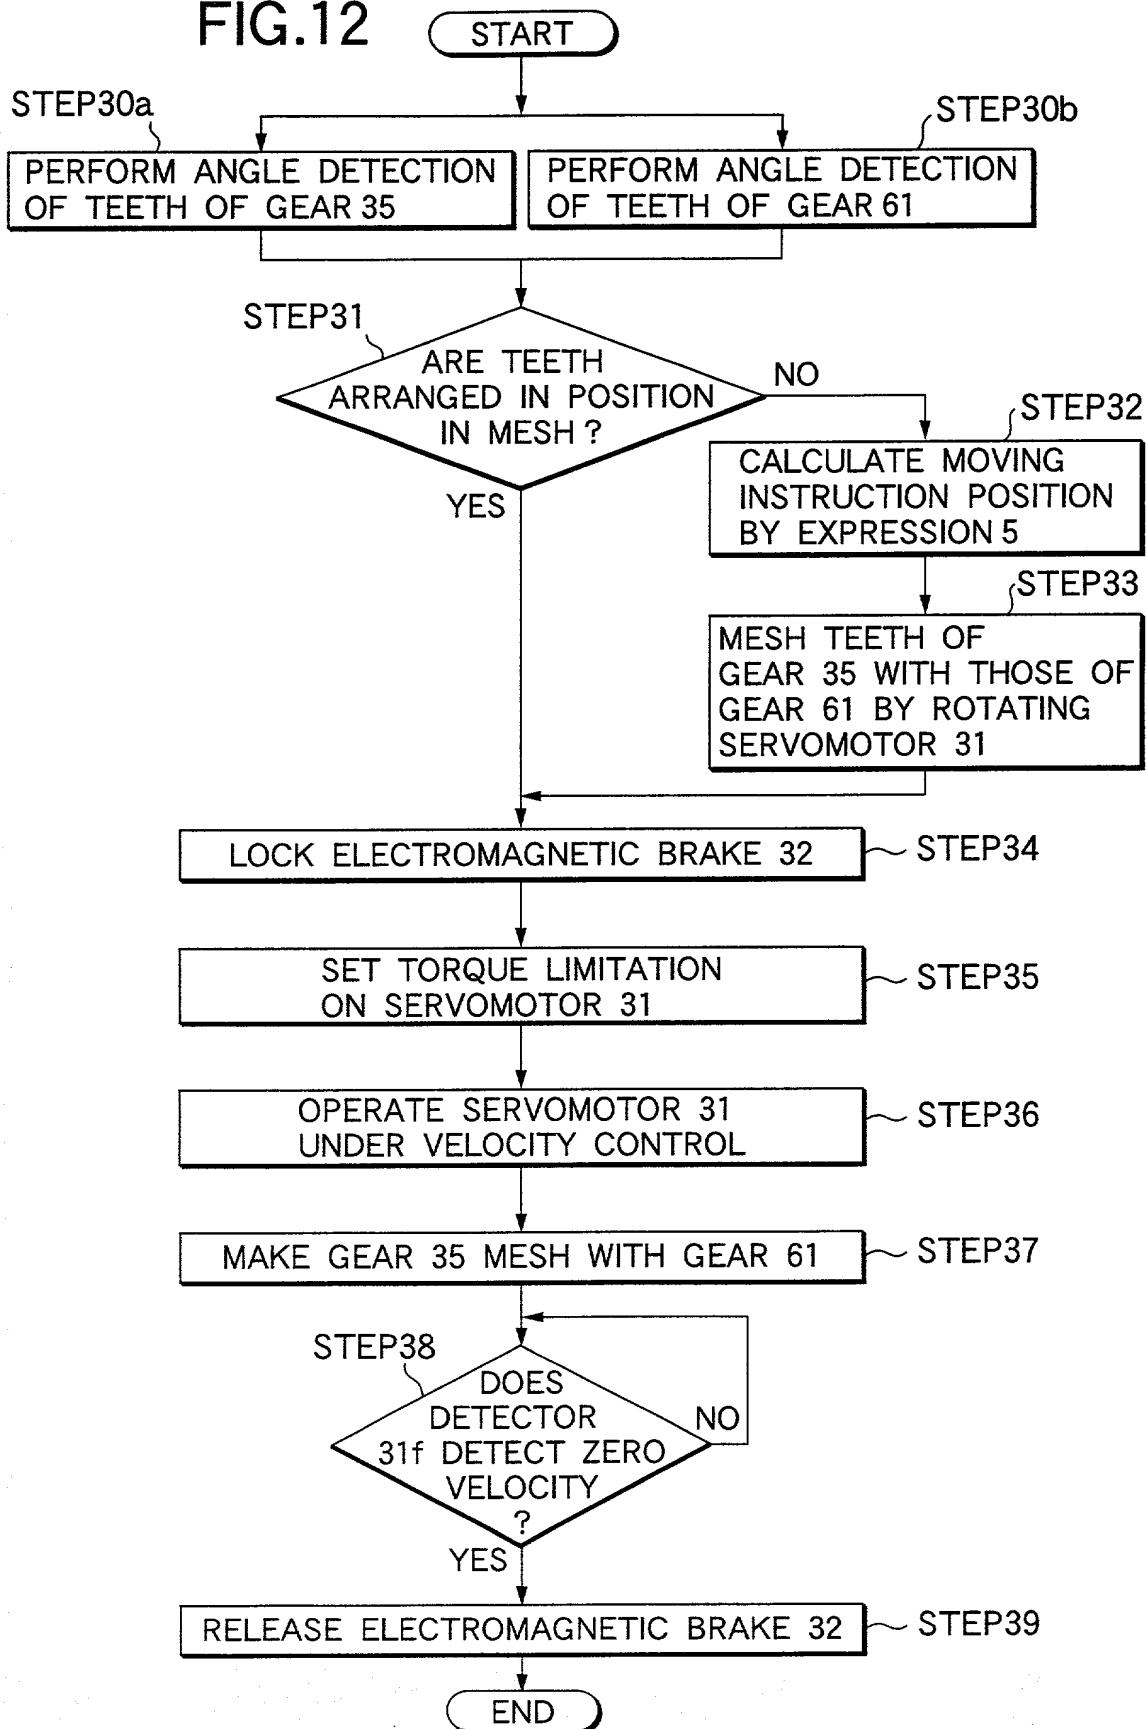 FIG.12
START
STEP30a
STEP30b
PERFORM ANGLE DETECTION
OF TEETH OF GEAR 35
PERFORM ANGLE DETECTION
OF TEETH OF GEAR 61
STEP31
ARE TEETH
ARRANGED IN POSITION
IN MESH ?
NO
YES
STEP32
CALCULATE MOVING
INSTRUCTION POSITION
BY EXPRESSION 5
STEP33
MESH TEETH OF
GEAR 35 WITH THOSE OF
GEAR 61 BY ROTATING
SERVOMOTOR 31
LOCK ELECTROMAGNETIC BRAKE 32
STEP34
SET TORQUE LIMITATION
ON SERVOMOTOR 31
STEP35
OPERATE SERVOMOTOR 31
UNDER VELOCITY CONTROL
STEP36
MAKE GEAR 35 MESH WITH GEAR 61
STEP37
STEP38
DOES
DETECTOR
31f DETECT ZERO
VELOCITY
?
NO
YES
RELEASE ELECTROMAGNETIC BRAKE 32
STEP39
END